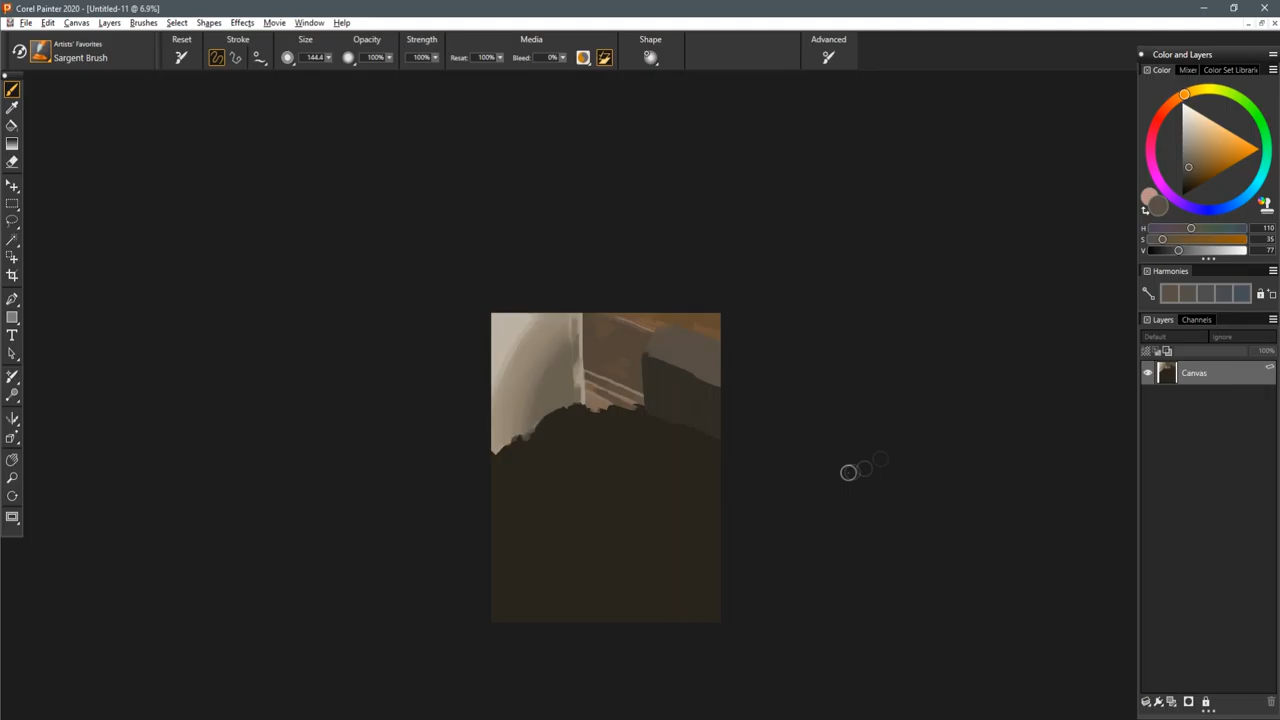 Corel Painter 2020 - [Untitled-11 @ 6.9%]
File Edit Canvas Layers Brushes Select Shapes Effects Movie Window Help
Artists' Favorites
Sargent Brush
Reset Stroke Size Opacity Strength Media Shape Advanced
144.4 100% 100% Reset: 100% Bleed: 0%
Color and Layers
Color Mixer Color Set Librari
H 110
S 35
V 77
Harmonies
Layers Channels
Default Ignore
100%
Canvas